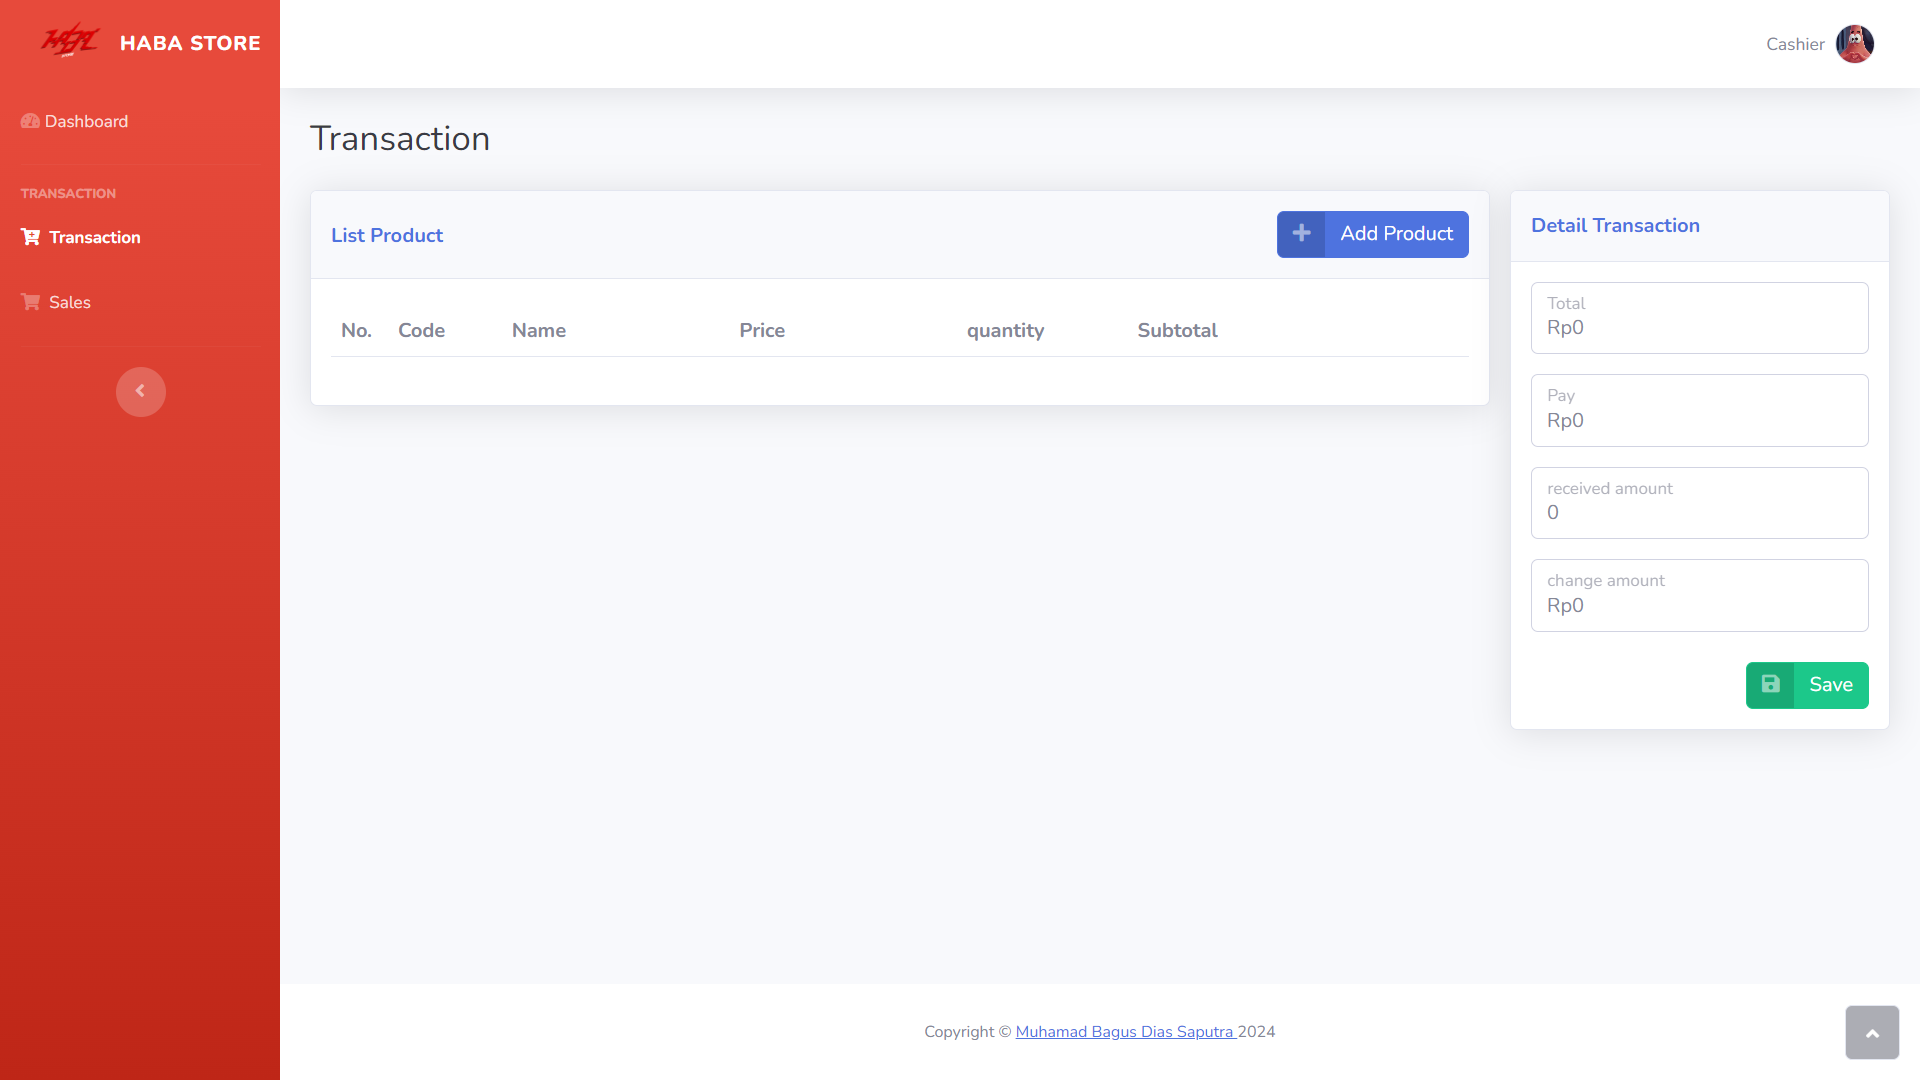 HABA STORE
Cashier
Dashboard
TRANSACTION
Transaction
Sales
Transaction
List Product
Add Product
No. Code Name Price quantity Subtotal
Detail Transaction
Total
Rp0
Pay
Rp0
received amount
0
change amount
Rp0
Save
Copyright © Muhamad Bagus Dias Saputra 2024